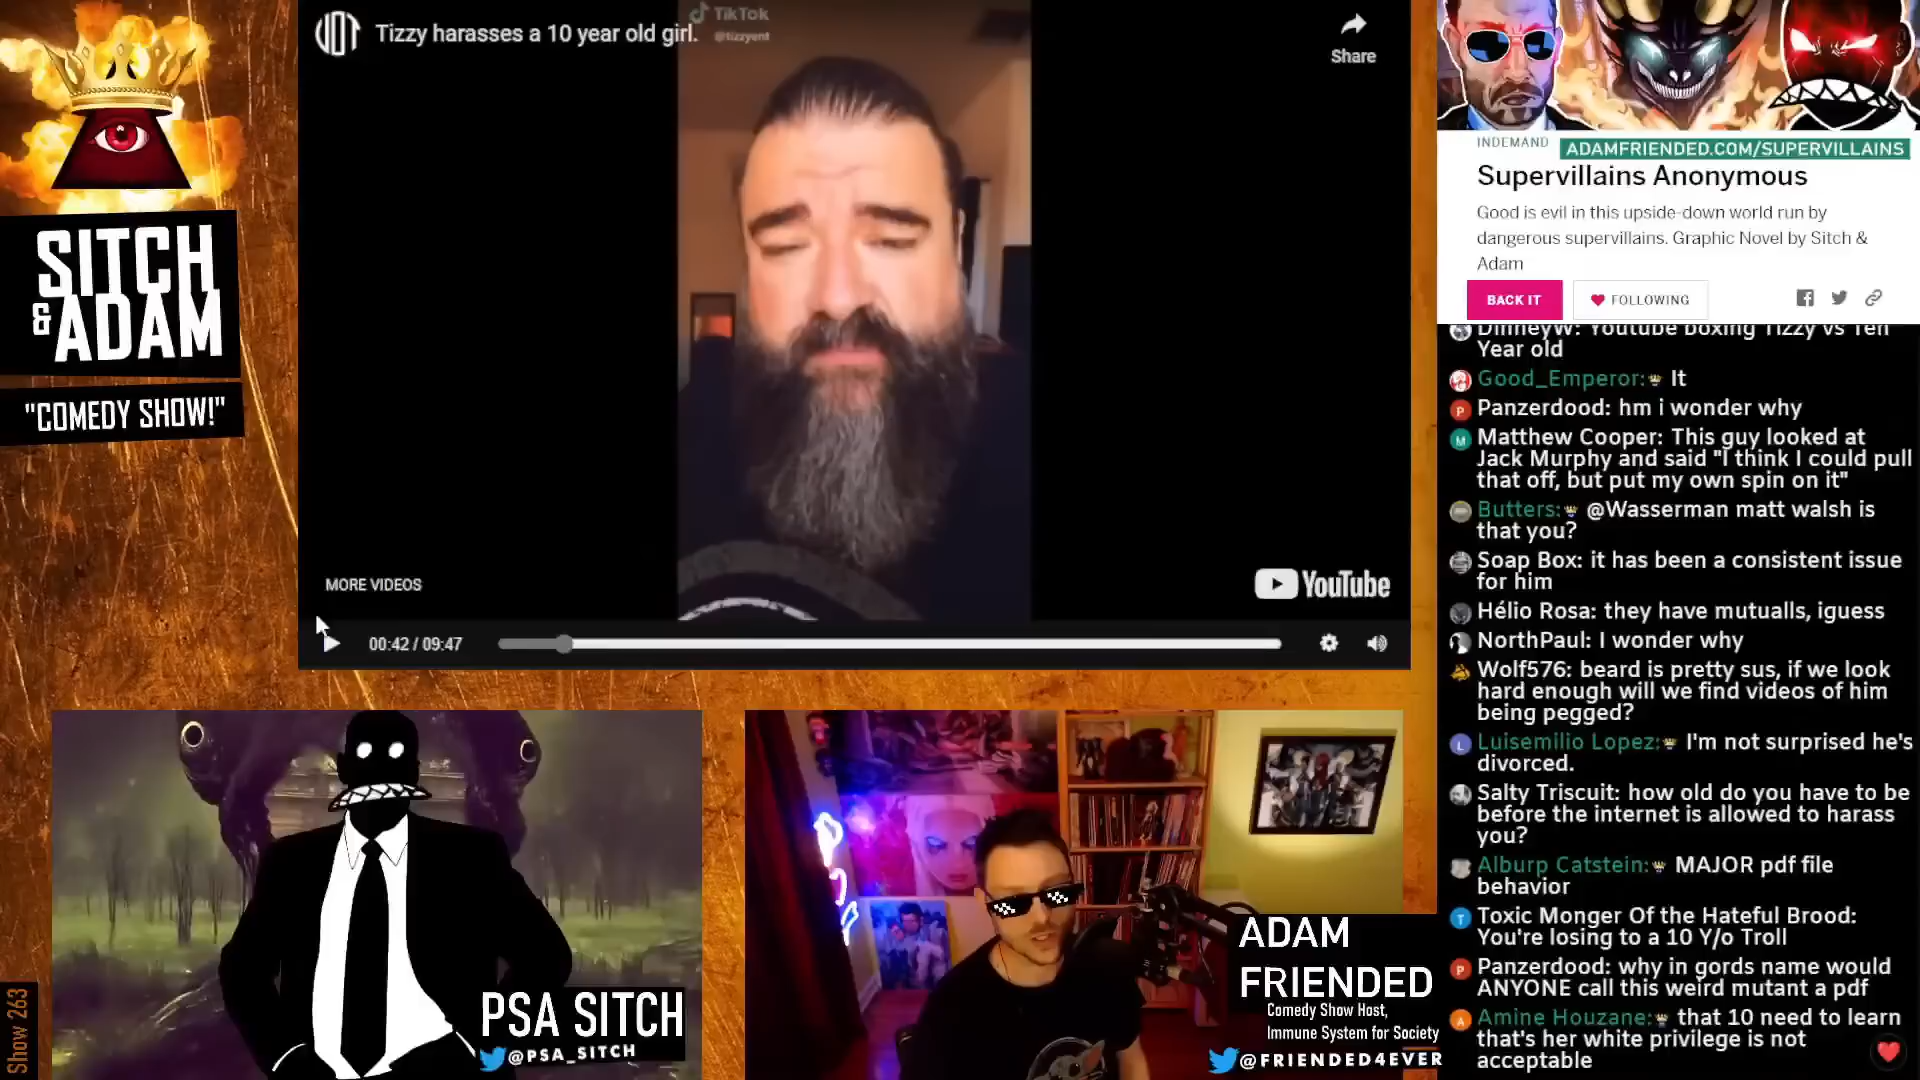 Tizzy harasses a 10 year old girl.
TikTok
@tizzyent
Share
MORE VIDEOS
YouTube
00:42 / 09:47
SITCH
& ADAM
"COMEDY SHOW!"
Show 263
PSA SITCH
@PSA_SITCH
ADAM
FRIENDED
Comedy Show Host,
Immune System for Society
@FRIENDED4EVER
INDEMAND
ADAMFRIENDED.COM/SUPERVILLAINS
Supervillains Anonymous
Good is evil in this upside-down world run by
dangerous supervillains. Graphic Novel by Sitch &
Adam
BACK IT
FOLLOWING
DinneyW: Youtube boxing Tizzy vs Ten
Year old
Good_Emperor: It
Panzerdood: hm i wonder why
Matthew Cooper: This guy looked at
Jack Murphy and said "I think I could pull
that off, but put my own spin on it"
Butters: @Wasserman matt walsh is
that you?
Soap Box: it has been a consistent issue
for him
Hélio Rosa: they have mutualls, iguess
NorthPaul: I wonder why
Wolf576: beard is pretty sus, if we look
hard enough will we find videos of him
being pegged?
Luisemilio Lopez: I'm not surprised he's
divorced.
Salty Triscuit: how old do you have to be
before the internet is allowed to harass
you?
Alburp Catstein: MAJOR pdf file
behavior
Toxic Monger Of the Hateful Brood:
You're losing to a 10 Y/o Troll
Panzerdood: why in gords name would
ANYONE call this weird mutant a pdf
Amine Houzane: that 10 need to learn
that's her white privilege is not
acceptable